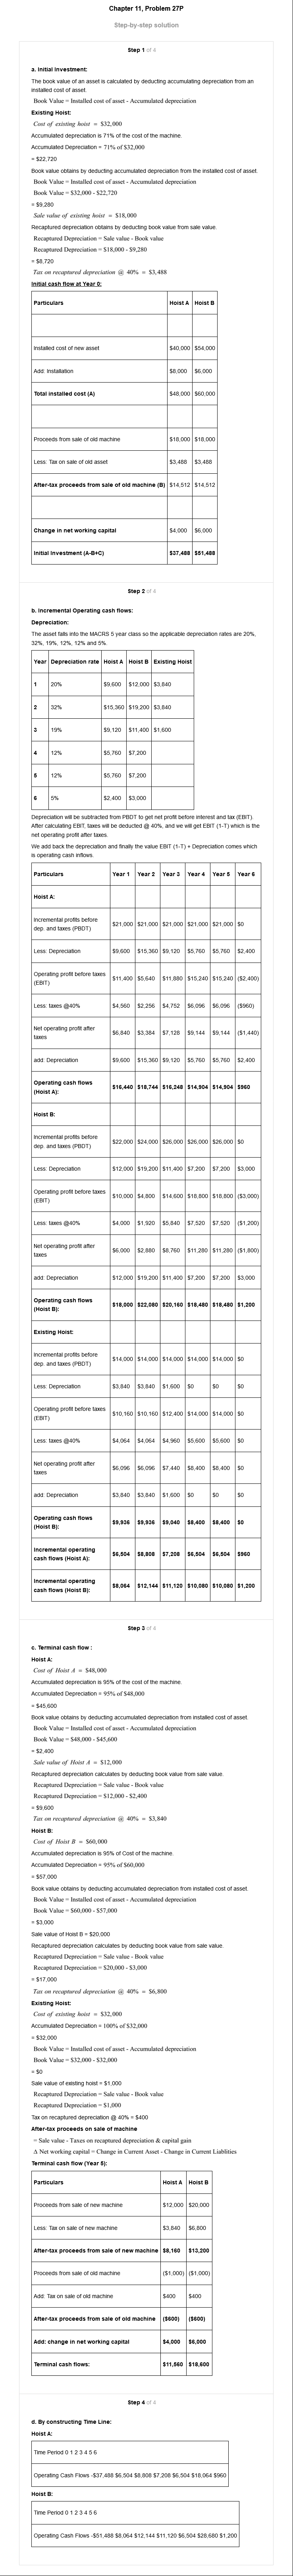 Chapter 11, Problem 27P
Step-by-step solution
Step 1 of 4
a. Initial Investment:
The book value of an asset is calculated by deducting accumulating depreciation from an
installed cost of asset.
Book Value = Installed cost of asset - Accumulated depreciation
Existing Hoist:
Cost of existing hoist = $32,000
Accumulated depreciation is 71% of the cost of the machine.
Accumulated Depreciation = 71% of $32,000
= $22,720
Book value obtains by deducting accumulated depreciation from the installed cost of asset.
Book Value = Installed cost of asset - Accumulated depreciation
Book Value = $32,000 - $22,720
= $9,280
Sale value of existing hoist = $18,000
Recaptured depreciation obtains by deducting book value from sale value.
Recaptured Depreciation = Sale value - Book value
Recaptured Depreciation = $18,000 - $9,280
= $8,720
Tax on recaptured depreciation @ 40% = $3,488
Initial cash flow at Year 0:
Particulars Hoist A Hoist B
Installed cost of new asset $40,000 $54,000
Add: Installation $8,000 $6,000
Total installed cost (A) $48,000 $60,000
Proceeds from sale of old machine $18,000 $18,000
Less: Tax on sale of old asset $3,488 $3,488
After-tax proceeds from sale of old machine (B) $14,512 $14,512
Change in net working capital $4,000 $6,000
Initial Investment (A-B+C) $37,488 $51,488
Step 2 of 4
b. Incremental Operating cash flows:
Depreciation:
The asset falls into the MACRS 5 year class so the applicable depreciation rates are 20%,
32%, 19%, 12%, 12% and 5%.
Year Depreciation rate Hoist A Hoist B Existing Hoist
1 20% $9,600 $12,000 $3,840
2 32% $15,360 $19,200 $3,840
3 19% $9,120 $11,400 $1,600
4 12% $5,760 $7,200
5 12% $5,760 $7,200
6 5% $2,400 $3,000
Depreciation will be subtracted from PBDT to get net profit before interest and tax (EBIT).
After calculating EBIT, taxes will be deducted @ 40%, and we will get EBIT (1-T) which is the
net operating profit after taxes.
We add back the depreciation and finally the value EBIT (1-T) + Depreciation comes which
is operating cash inflows.
Particulars Year 1 Year 2 Year 3 Year 4 Year 5 Year 6
Hoist A:
Incremental profits before
dep. and taxes (PBDT) $21,000 $21,000 $21,000 $21,000 $21,000 $0
Less: Depreciation $9,600 $15,360 $9,120 $5,760 $5,760 $2,400
Operating profit before taxes
(EBIT) $11,400 $5,640 $11,880 $15,240 $15,240 ($2,400)
Less: taxes @40% $4,560 $2,256 $4,752 $6,096 $6,096 ($960)
Net operating profit after
taxes $6,840 $3,384 $7,128 $9,144 $9,144 ($1,440)
add: Depreciation $9,600 $15,360 $9,120 $5,760 $5,760 $2,400
Operating cash flows
(Hoist A): $16,440 $18,744 $16,248 $14,904 $14,904 $960
Hoist B:
Incremental profits before
dep. and taxes (PBDT) $22,000 $24,000 $26,000 $26,000 $26,000 $0
Less: Depreciation $12,000 $19,200 $11,400 $7,200 $7,200 $3,000
Operating profit before taxes
(EBIT) $10,000 $4,800 $14,600 $18,800 $18,800 ($3,000)
Less: taxes @40% $4,000 $1,920 $5,840 $7,520 $7,520 ($1,200)
Net operating profit after
taxes $6,000 $2,880 $8,760 $11,280 $11,280 ($1,800)
add: Depreciation $12,000 $19,200 $11,400 $7,200 $7,200 $3,000
Operating cash flows
(Hoist B): $18,000 $22,080 $20,160 $18,480 $18,480 $1,200
Existing Hoist:
Incremental profits before
dep. and taxes (PBDT) $14,000 $14,000 $14,000 $14,000 $14,000 $0
Less: Depreciation $3,840 $3,840 $1,600 $0 $0 $0
Operating profit before taxes
(EBIT) $10,160 $10,160 $12,400 $14,000 $14,000 $0
Less: taxes @40% $4,064 $4,064 $4,960 $5,600 $5,600 $0
Net operating profit after
taxes $6,096 $6,096 $7,440 $8,400 $8,400 $0
add: Depreciation $3,840 $3,840 $1,600 $0 $0 $0
Operating cash flows
(Hoist B): $9,936 $9,936 $9,040 $8,400 $8,400 $0
Incremental operating
cash flows (Hoist A): $6,504 $8,808 $7,208 $6,504 $6,504 $960
Incremental operating
cash flows (Hoist B): $8,064 $12,144 $11,120 $10,080 $10,080 $1,200
Step 3 of 4
c. Terminal cash flow :
Hoist A:
Cost of Hoist A = $48,000
Accumulated depreciation is 95% of the cost of the machine.
Accumulated Depreciation = 95% of $48,000
= $45,600
Book value obtains by deducting accumulated depreciation from installed cost of asset.
Book Value = Installed cost of asset - Accumulated depreciation
Book Value = $48,000 - $45,600
= $2,400
Sale value of Hoist A = $12,000
Recaptured depreciation calculates by deducting book value from sale value.
Recaptured Depreciation = Sale value - Book value
Recaptured Depreciation = $12,000 - $2,400
= $9,600
Tax on recaptured depreciation @ 40% = $3,840
Hoist B:
Cost of Hoist B = $60,000
Accumulated depreciation is 95% of Cost of the machine.
Accumulated Depreciation = 95% of $60,000
= $57,000
Book value obtains by deducting accumulated depreciation from installed cost of asset.
Book Value = Installed cost of asset - Accumulated depreciation
Book Value = $60,000 - $57,000
= $3,000
Sale value of Hoist B = $20,000
Recaptured depreciation calculates by deducting book value from sale value.
Recaptured Depreciation = Sale value - Book value
Recaptured Depreciation = $20,000 - $3,000
= $17,000
Tax on recaptured depreciation @ 40% = $6,800
Existing Hoist:
Cost of existing hoist = $32,000
Accumulated Depreciation = 100% of $32,000
= $32,000
Book Value = Installed cost of asset - Accumulated depreciation
Book Value = $32,000 - $32,000
= $0
Sale value of existing hoist = $1,000
Recaptured Depreciation = Sale value - Book value
Recaptured Depreciation = $1,000
Tax on recaptured depreciation @ 40% = $400
After-tax proceeds on sale of machine
= Sale value - Taxes on recaptured depreciation & capital gain
Δ Net working capital = Change in Current Asset - Change in Current Liablities
Terminal cash flow (Year 5):
Particulars Hoist A Hoist B
Proceeds from sale of new machine $12,000 $20,000
Less: Tax on sale of new machine $3,840 $6,800
After-tax proceeds from sale of new machine $8,160 $13,200
Proceeds from sale of old machine ($1,000) ($1,000)
Add: Tax on sale of old machine $400 $400
After-tax proceeds from sale of old machine ($600) ($600)
Add: change in net working capital $4,000 $6,000
Terminal cash flows: $11,560 $18,600
Step 4 of 4
d. By constructing Time Line:
Hoist A:
Time Period 0 1 2 3 4 5 6
Operating Cash Flows -$37,488 $6,504 $8,808 $7,208 $6,504 $18,064 $960
Hoist B:
Time Period 0 1 2 3 4 5 6
Operating Cash Flows -$51,488 $8,064 $12,144 $11,120 $6,504 $28,680 $1,200